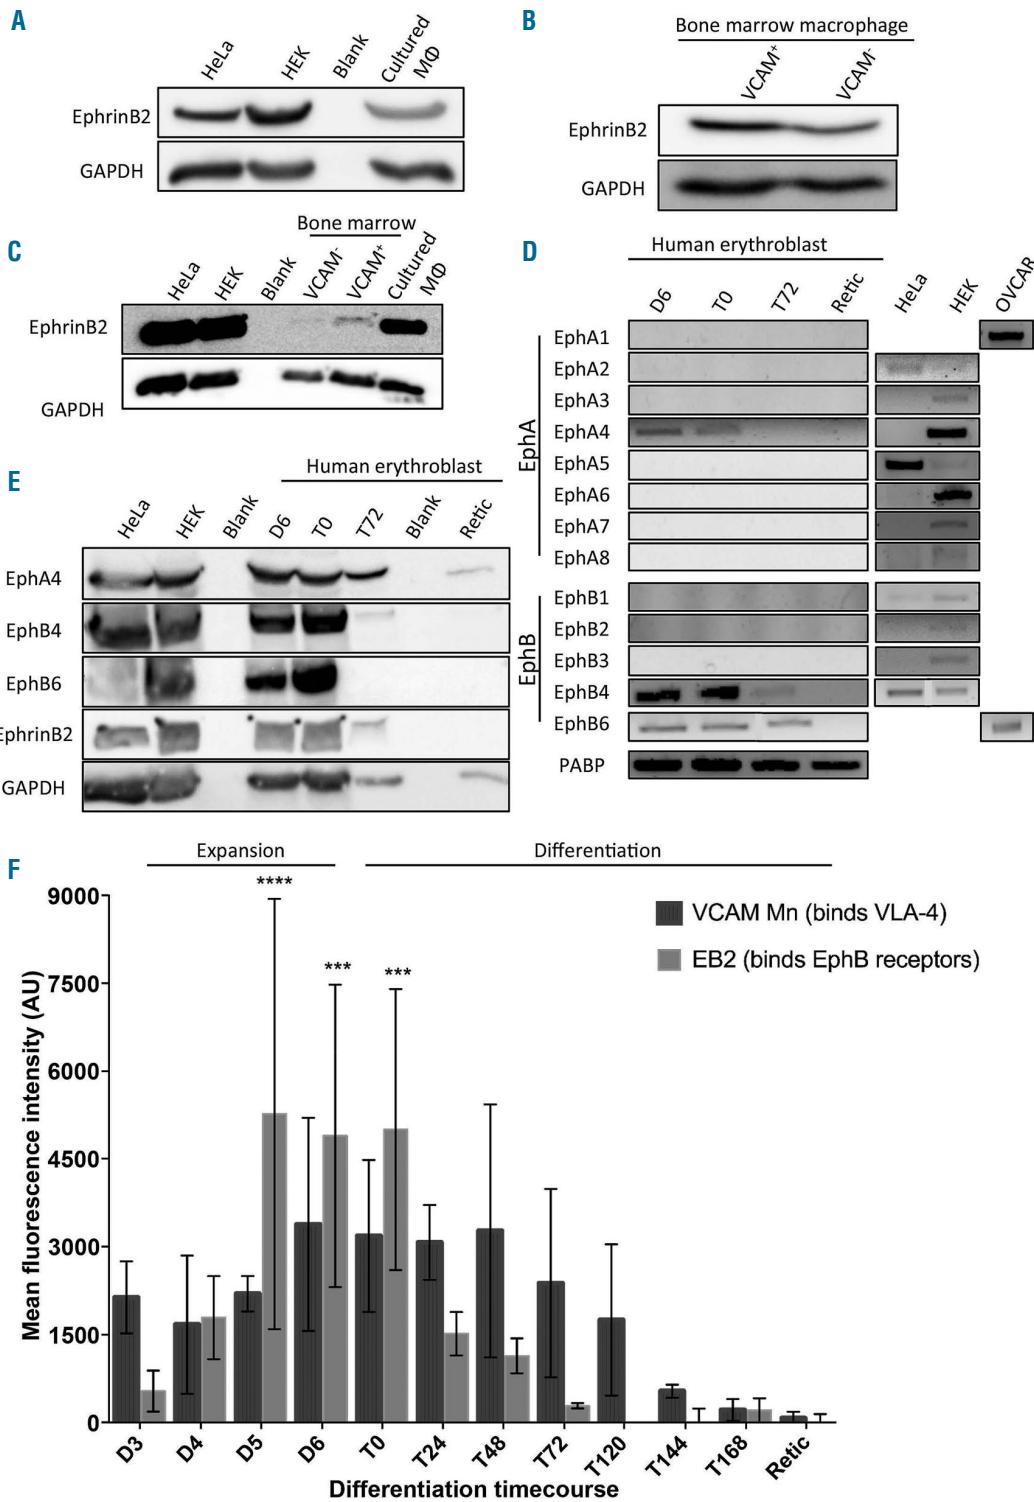 A
HeLa
HEK
Blank
Cultured
MΦ
EphrinB2
GAPDH
B
Bone marrow macrophage
VCAM+
VCAM-
EphrinB2
GAPDH
C
Bone marrow
HeLa
HEK
Blank
VCAM-
VCAM+
Cultured
MΦ
EphrinB2
GAPDH
D
Human erythroblast
D6
T0
T72
Retic
HeLa
HEK
OVCAR
EphA
EphA1
EphA2
EphA3
EphA4
EphA5
EphA6
EphA7
EphA8
EphB
EphB1
EphB2
EphB3
EphB4
EphB6
PABP
E
Human erythroblast
HeLa
HEK
Blank
D6
T0
T72
Blank
Retic
EphA4
EphB4
EphB6
EphrinB2
GAPDH
F
Expansion
Differentiation
****
***
***
VCAM Mn (binds VLA-4)
EB2 (binds EphB receptors)
Mean fluorescence intensity (AU)
9000
7500
6000
4500
3000
1500
0
D3
D4
D5
D6
T0
T24
T48
T72
T120
T144
T168
Retic
Differentiation timecourse